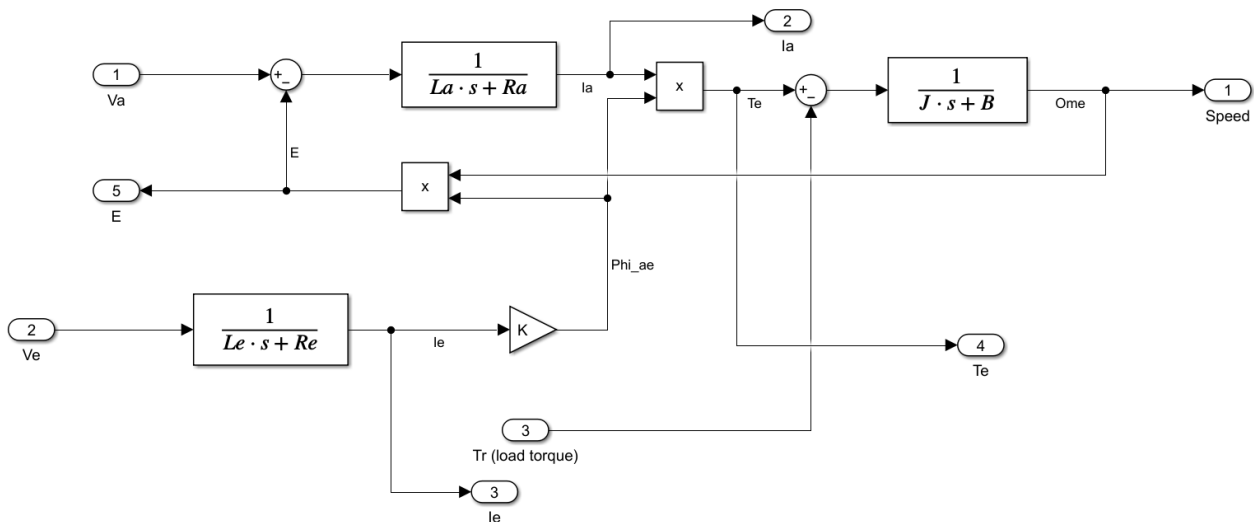 2
Ia
1
Va
+
-
1
La · s + Ra
Ia
x
Te
+
-
1
J · s + B
Ome
1
Speed
E
5
E
x
Phi_ae
2
Ve
1
Le · s + Re
Ie
K
4
Te
3
Tr (load torque)
3
Ie